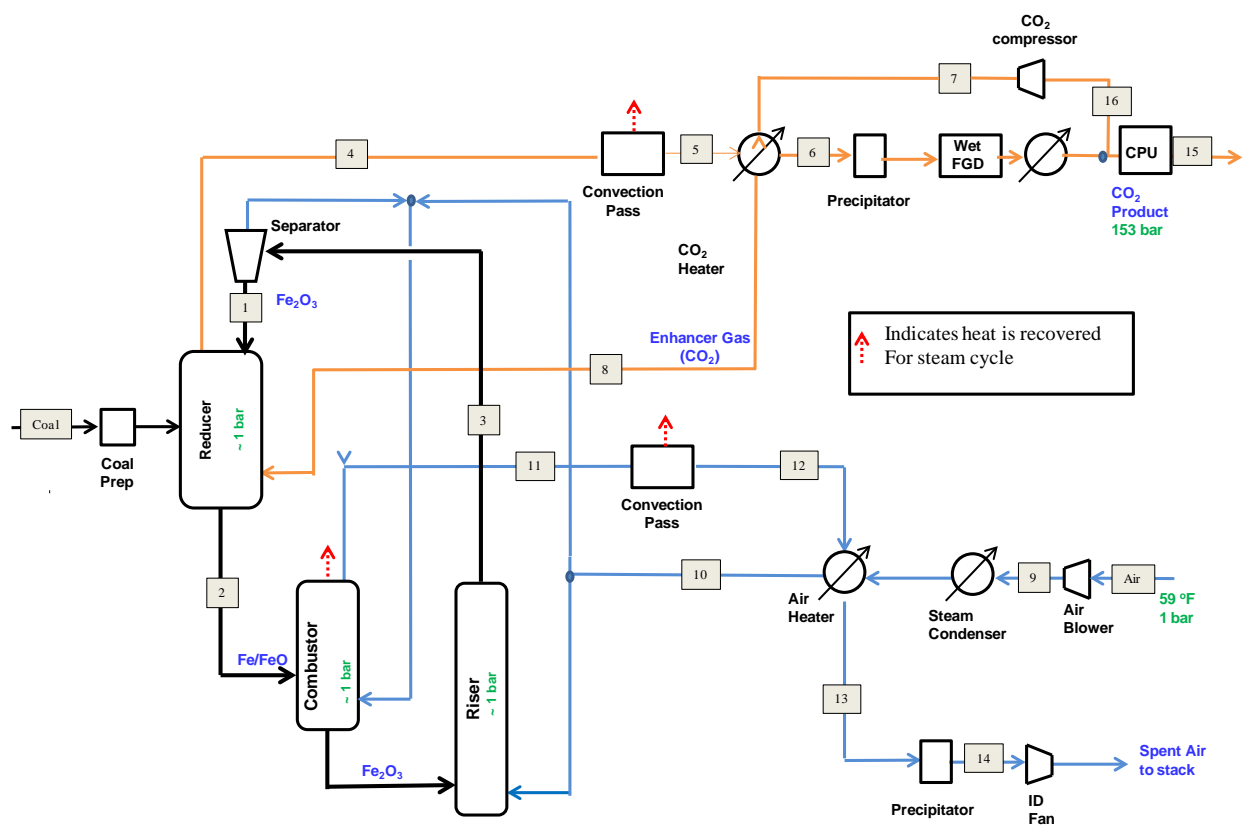 CO2
compressor
7
16
4
5
6
Wet
FGD
CPU
15
Convection
Pass
Precipitator
CO2
Product
153 bar
Separator
CO2
Heater
1
Fe2O3
3
Enhancer Gas
(CO2)
8
Indicates heat is recovered
For steam cycle
Coal
Coal
Prep
Reducer
~ 1 bar
11
12
Convection
Pass
2
10
9
Air
Air
Heater
Steam
Condenser
Air
Blower
59 ºF
1 bar
Fe/FeO
Combustor
~ 1 bar
Riser
~ 1 bar
13
Fe2O3
14
Spent Air
to stack
Precipitator
ID
Fan